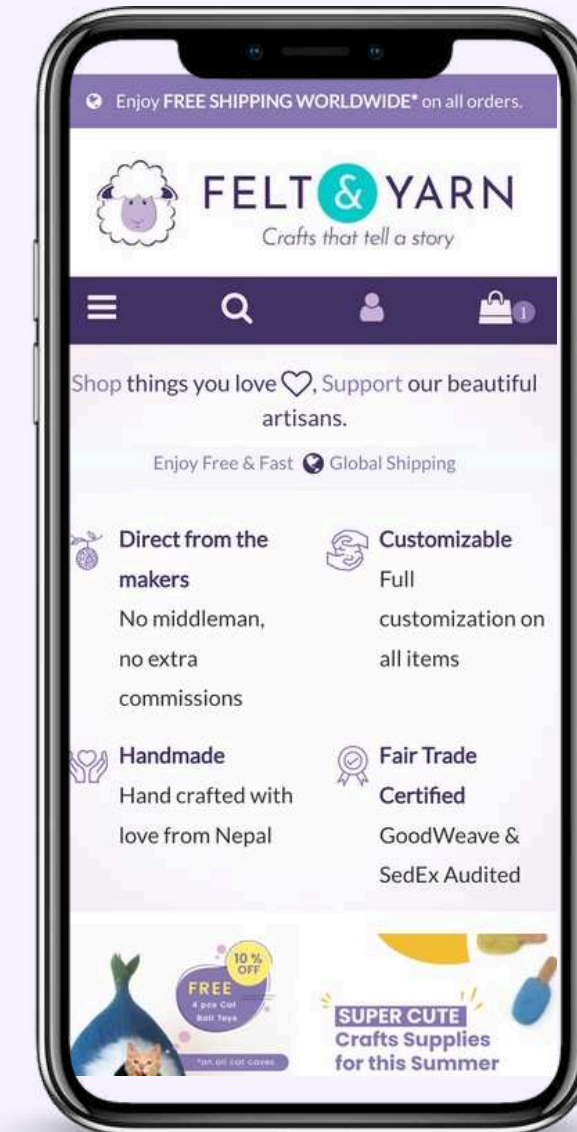 Enjoy FREE SHIPPING WORLDWIDE* on all orders.
FELT & YARN
Crafts that tell a story
1
Shop things you love, Support our beautiful
artisans.
Enjoy Free & Fast Global Shipping
Direct from the
makers
No middleman,
no extra
commissions
Customizable
Full
customization on
all items
Handmade
Hand crafted with
love from Nepal
Fair Trade
Certified
GoodWeave &
SedEx Audited
10 %
OFF
FREE
4 pcs Cat
Ball Toys
*on all cat caves
SUPER CUTE
Crafts Supplies
for this Summer